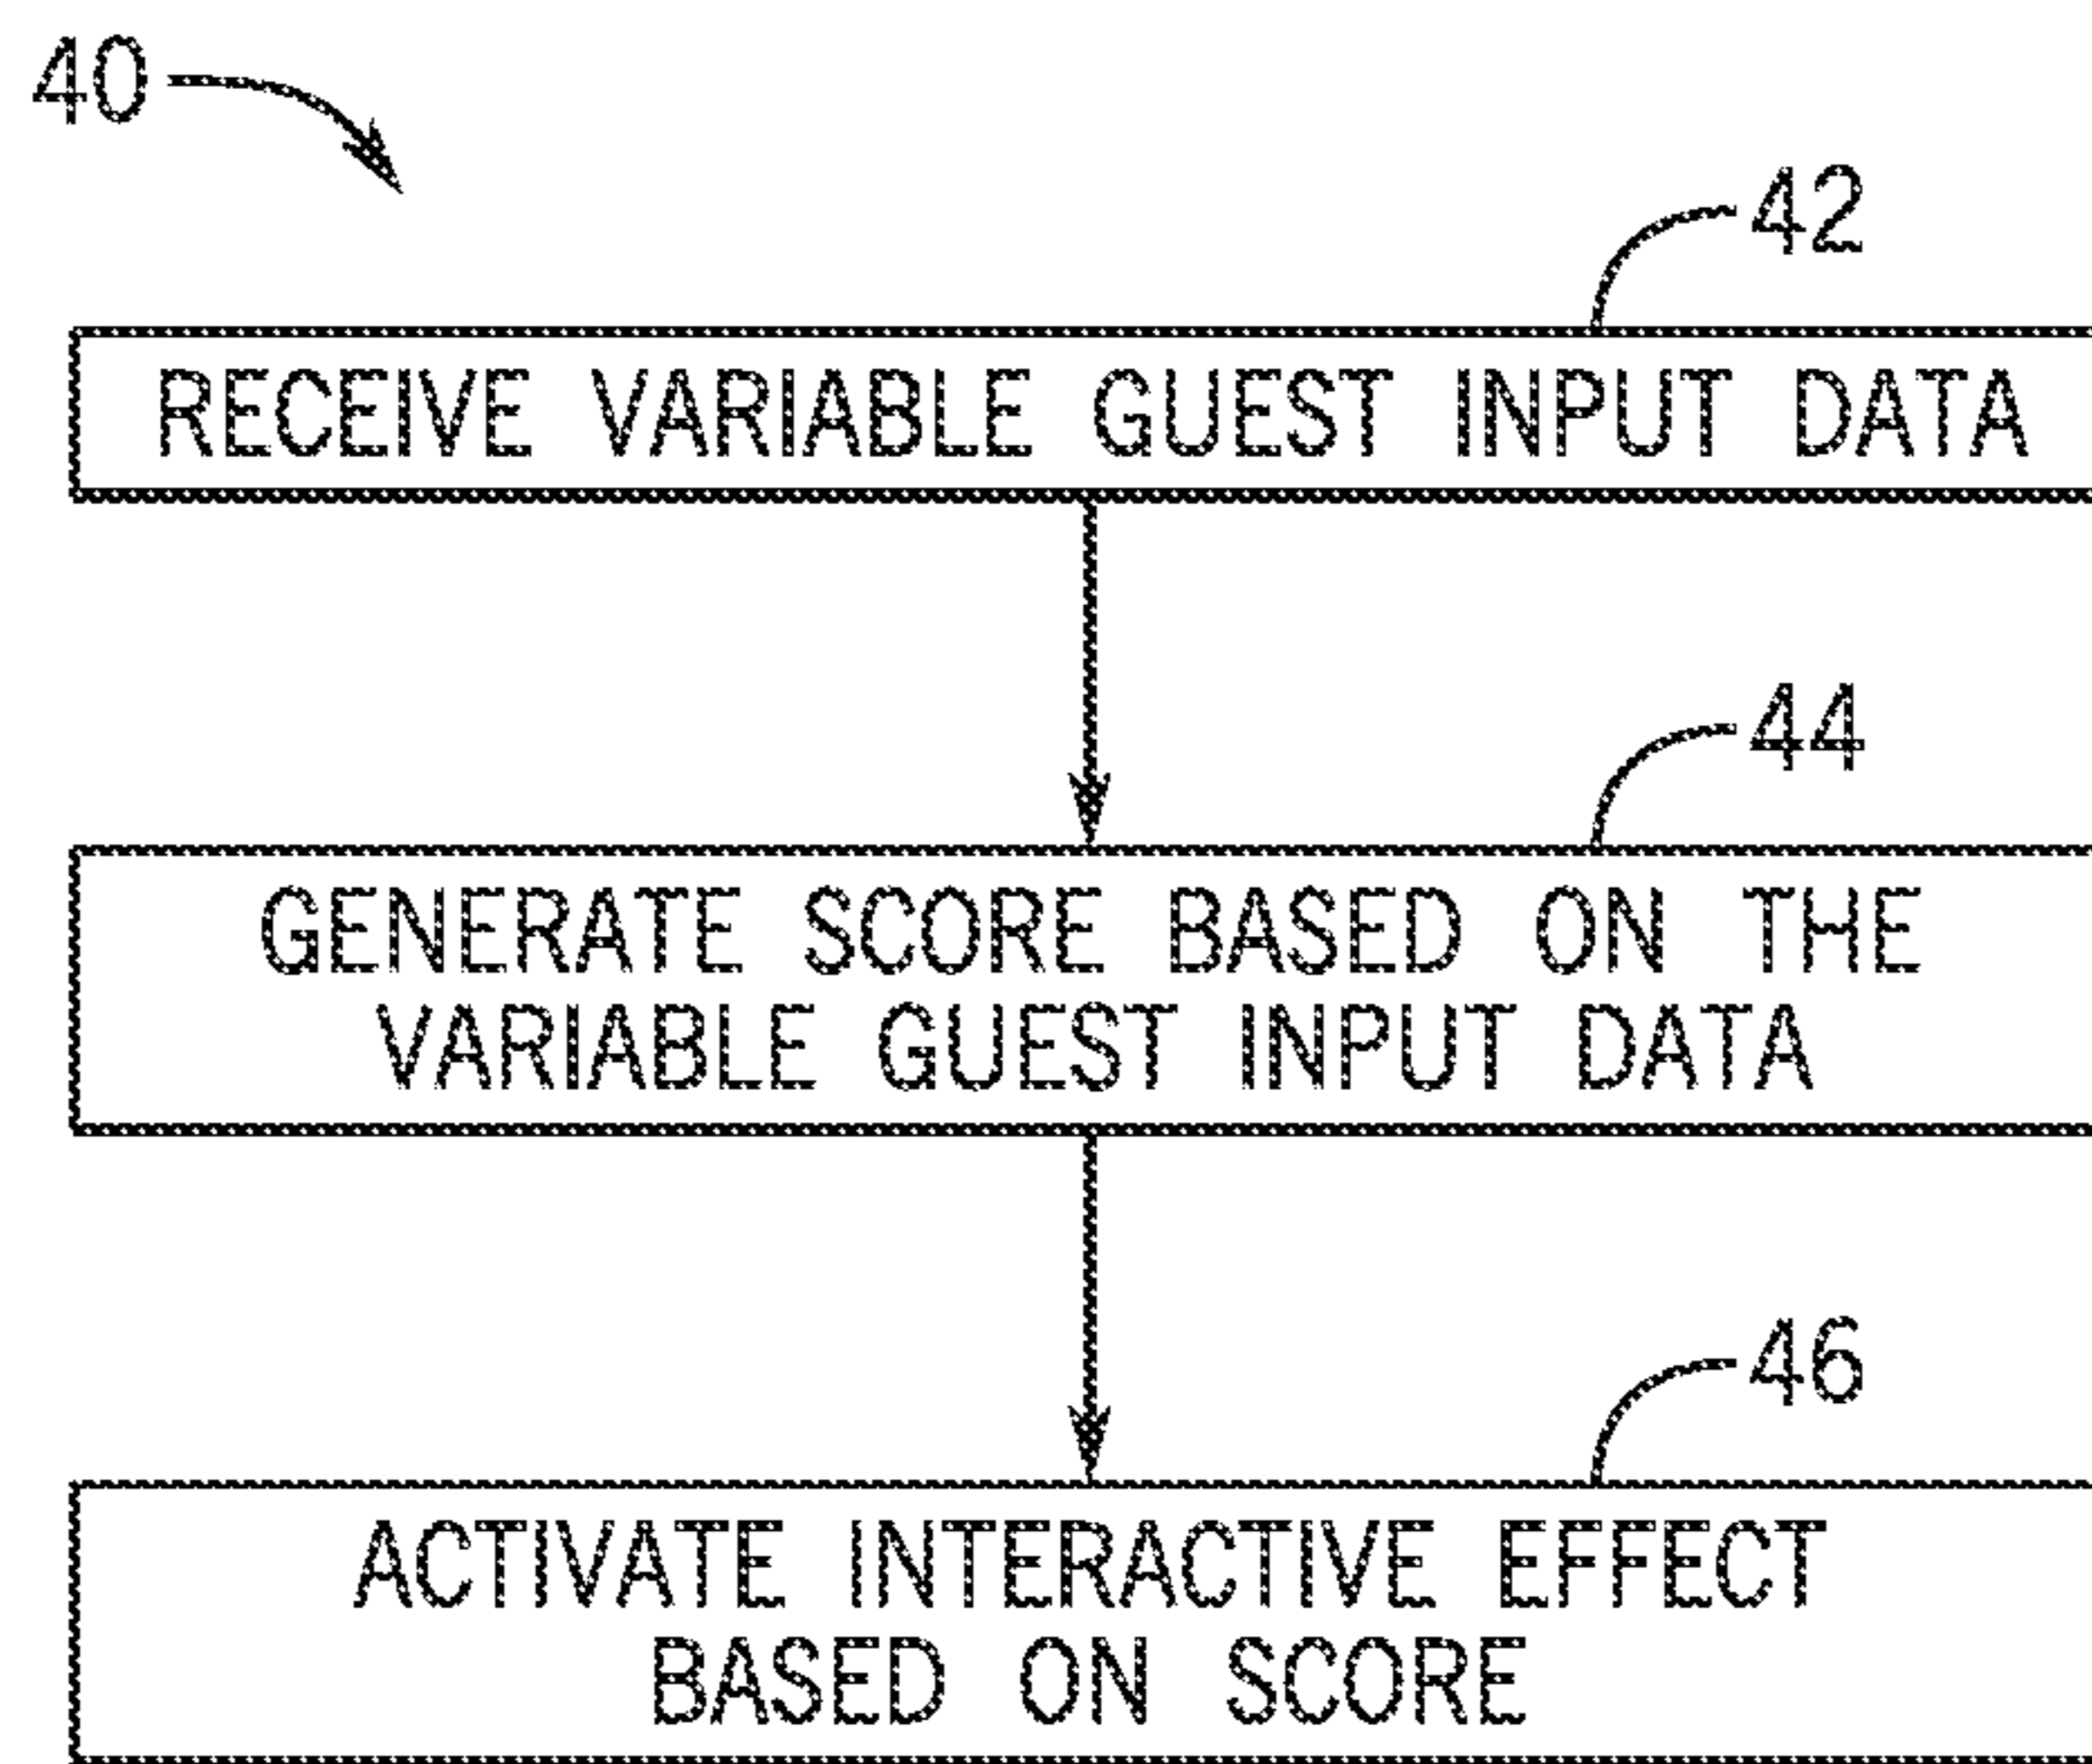 40
42
RECEIVE VARIABLE GUEST INPUT DATA
44
GENERATE SCORE BASED ON THE
VARIABLE GUEST INPUT DATA
46
ACTIVATE INTERACTIVE EFFECT
BASED ON SCORE